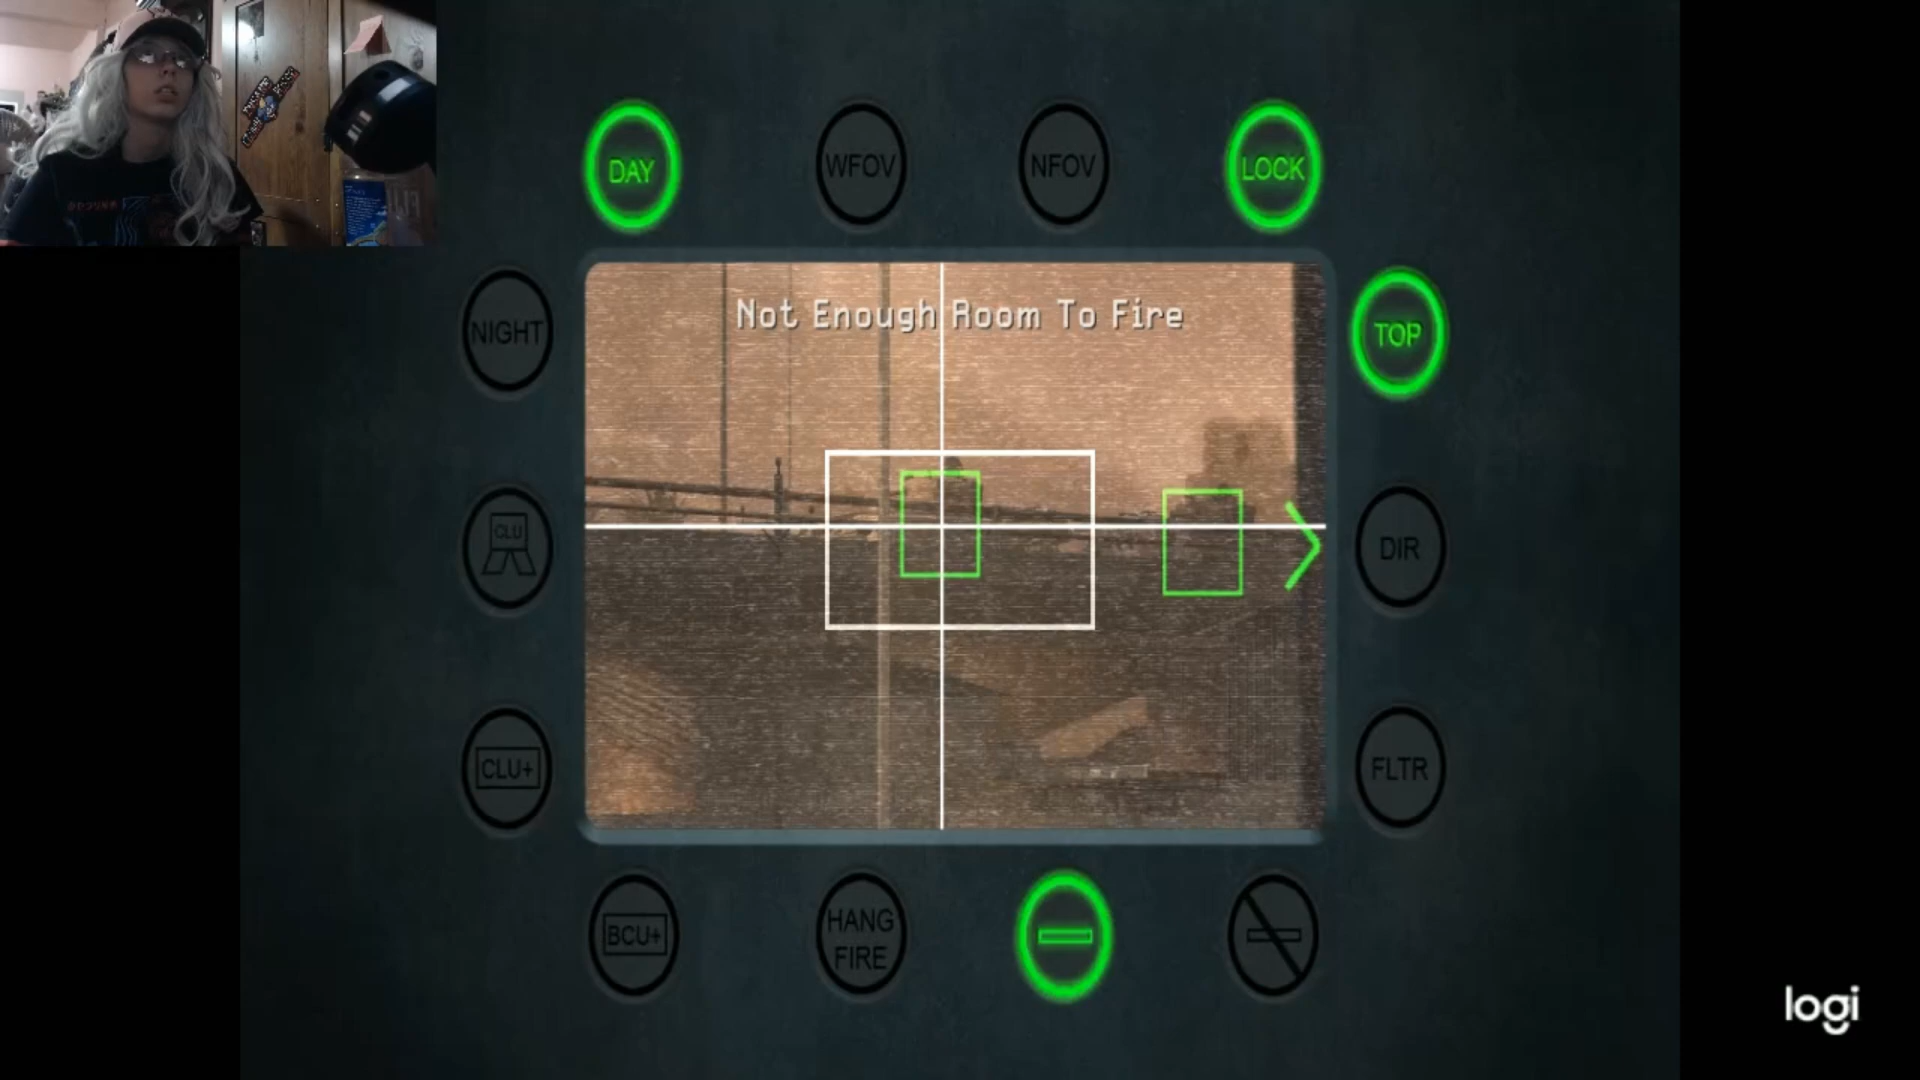 DAY
WFOV
NFOV
LOCK
Not Enough Room To Fire
NIGHT
TOP
CLU
DIR
CLU+
FLTR
BCU+
HANG
FIRE
logi